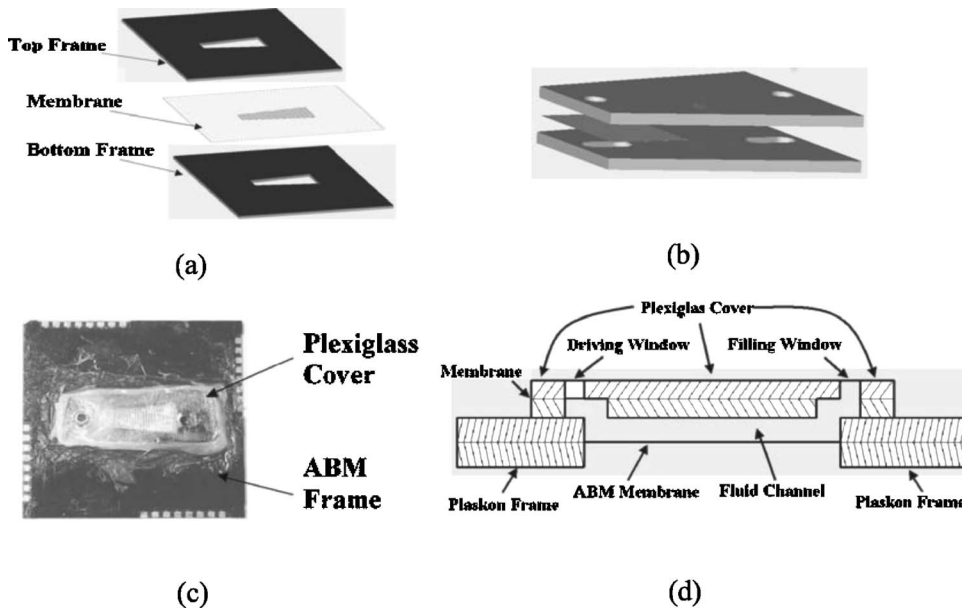 Top Frame
Membrane
Bottom Frame
(a)
(b)
Plexiglass
Cover
ABM
Frame
(c)
Plexiglas Cover
Driving Window
Filling Window
Membrane
ABM Membrane
Fluid Channel
Plaskon Frame
Plaskon Frame
(d)